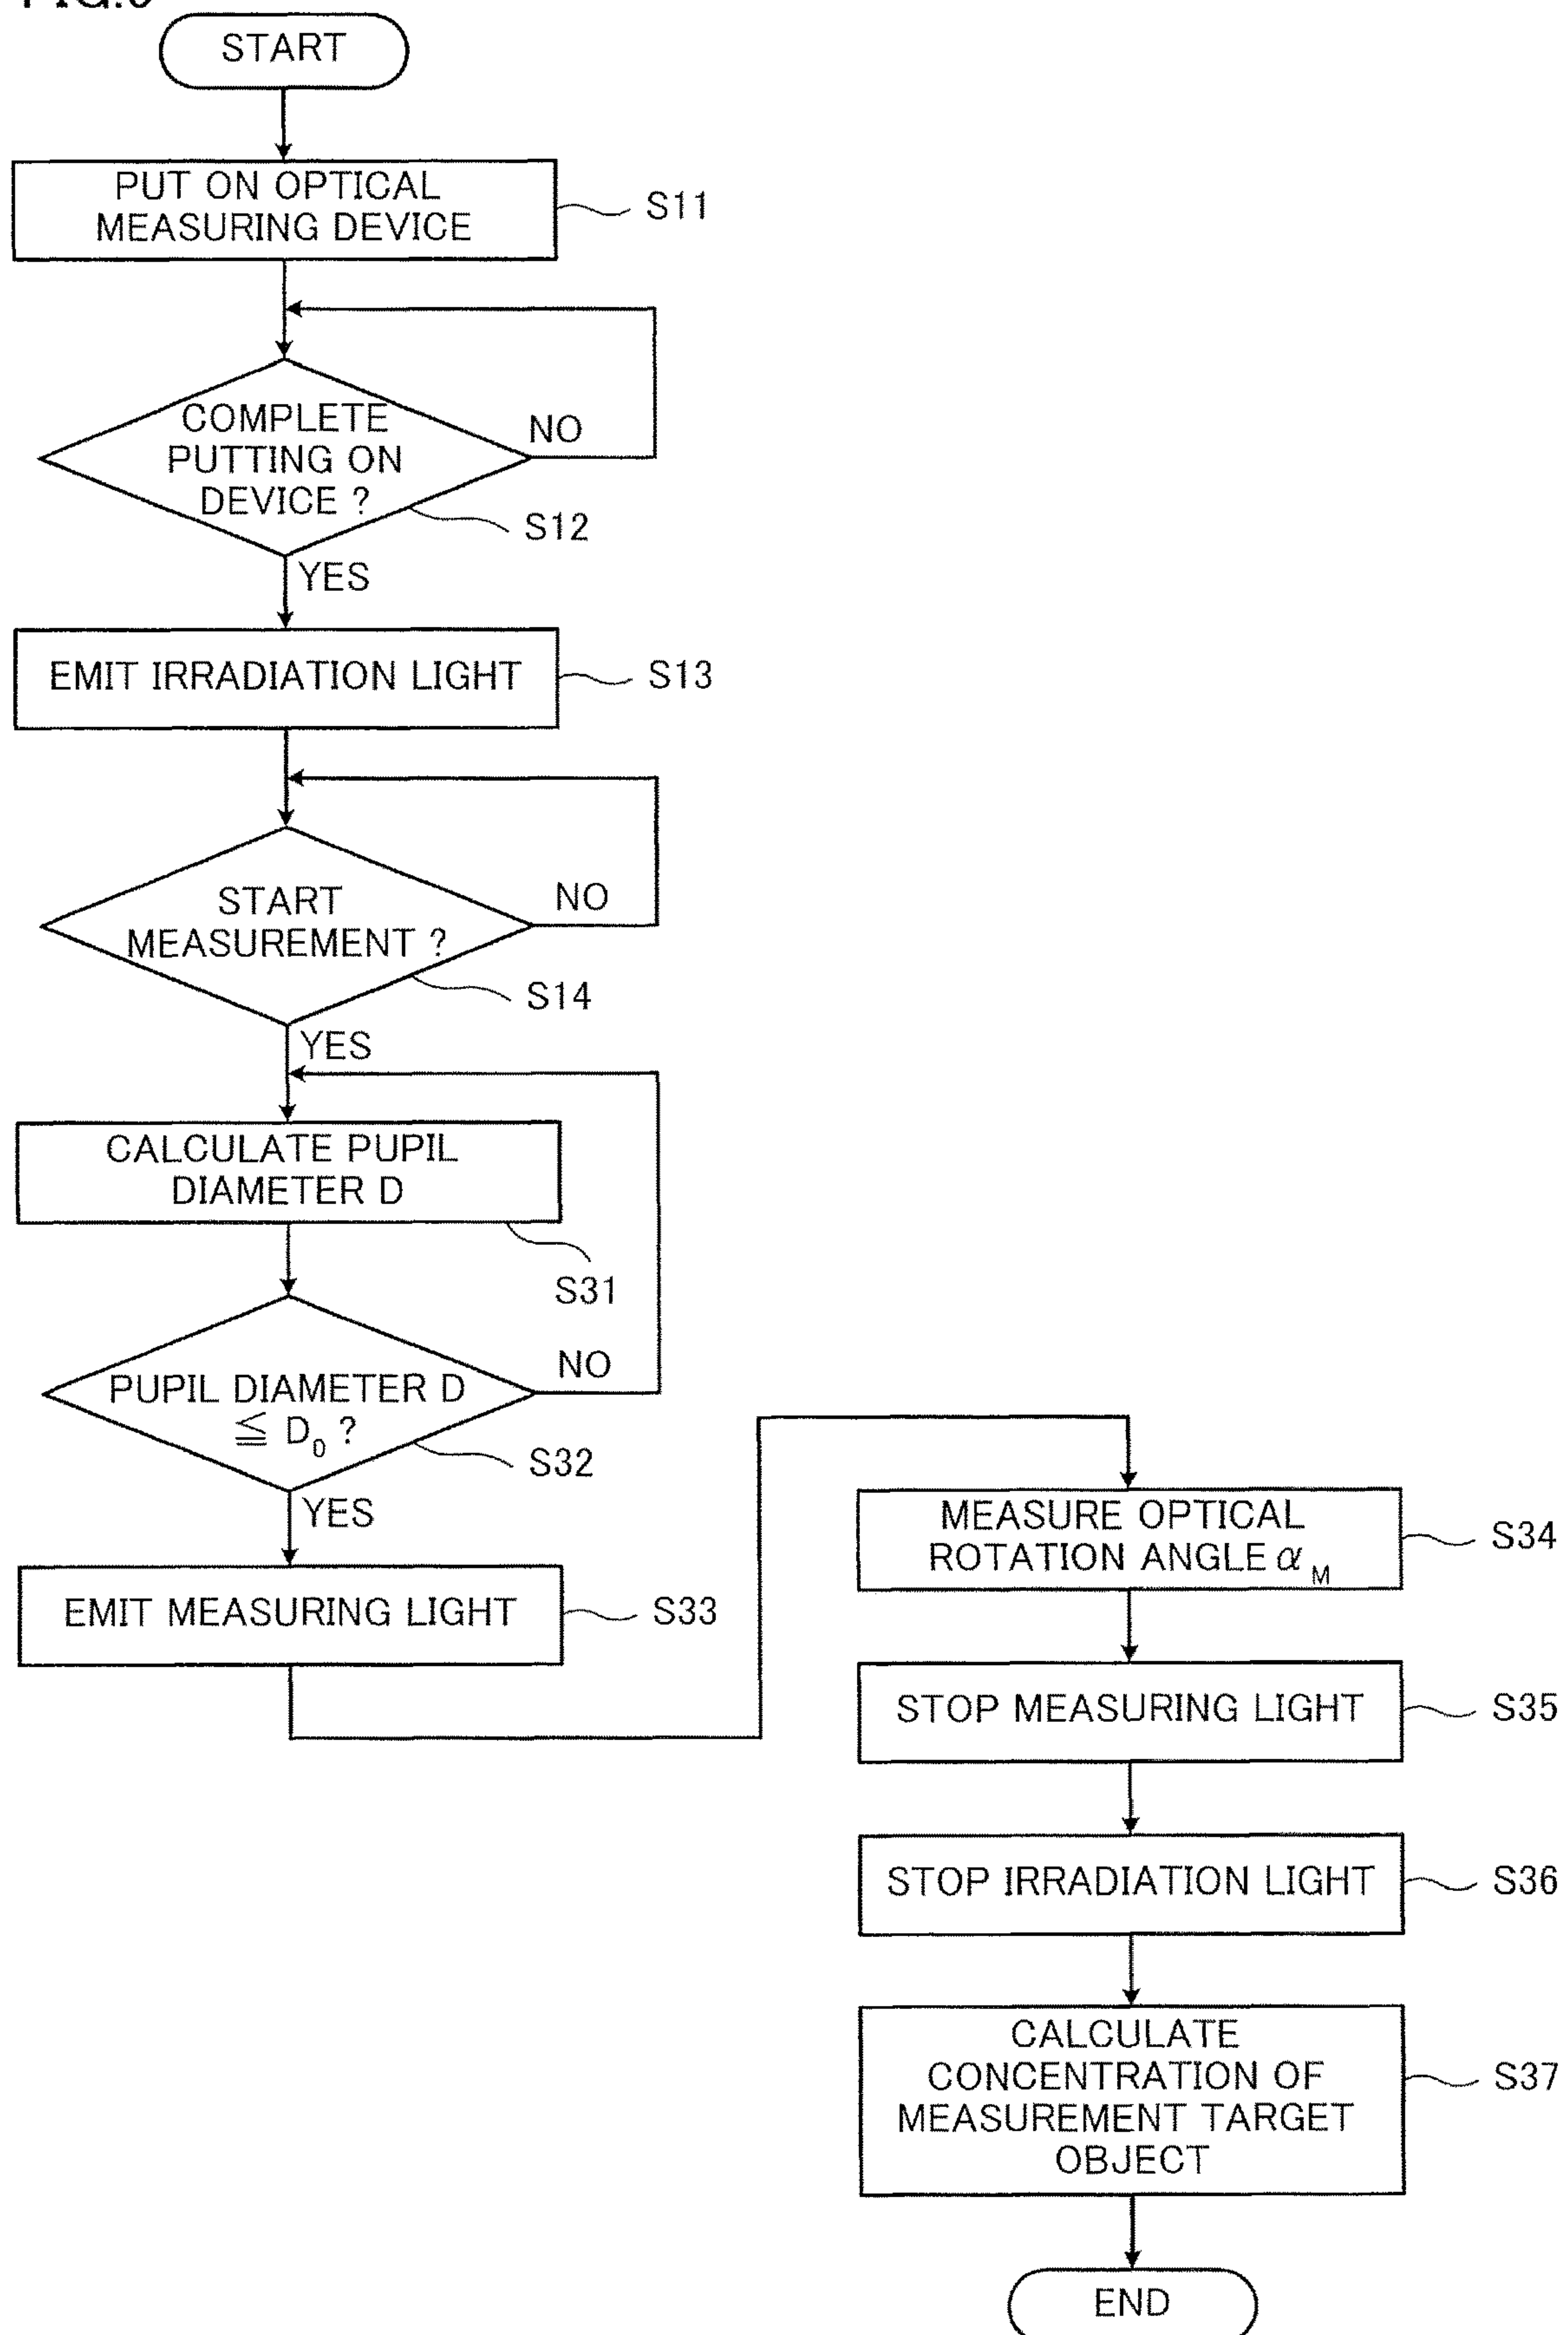 START
PUT ON OPTICAL
MEASURING DEVICE
S11
COMPLETE
PUTTING ON
DEVICE ?
NO
S12
YES
EMIT IRRADIATION LIGHT
S13
START
MEASUREMENT ?
NO
S14
YES
CALCULATE PUPIL
DIAMETER D
S31
PUPIL DIAMETER D
≦ D0 ?
NO
S32
YES
EMIT MEASURING LIGHT
S33
MEASURE OPTICAL
ROTATION ANGLE αM
S34
STOP MEASURING LIGHT
S35
STOP IRRADIATION LIGHT
S36
CALCULATE
CONCENTRATION OF
MEASUREMENT TARGET
OBJECT
S37
END